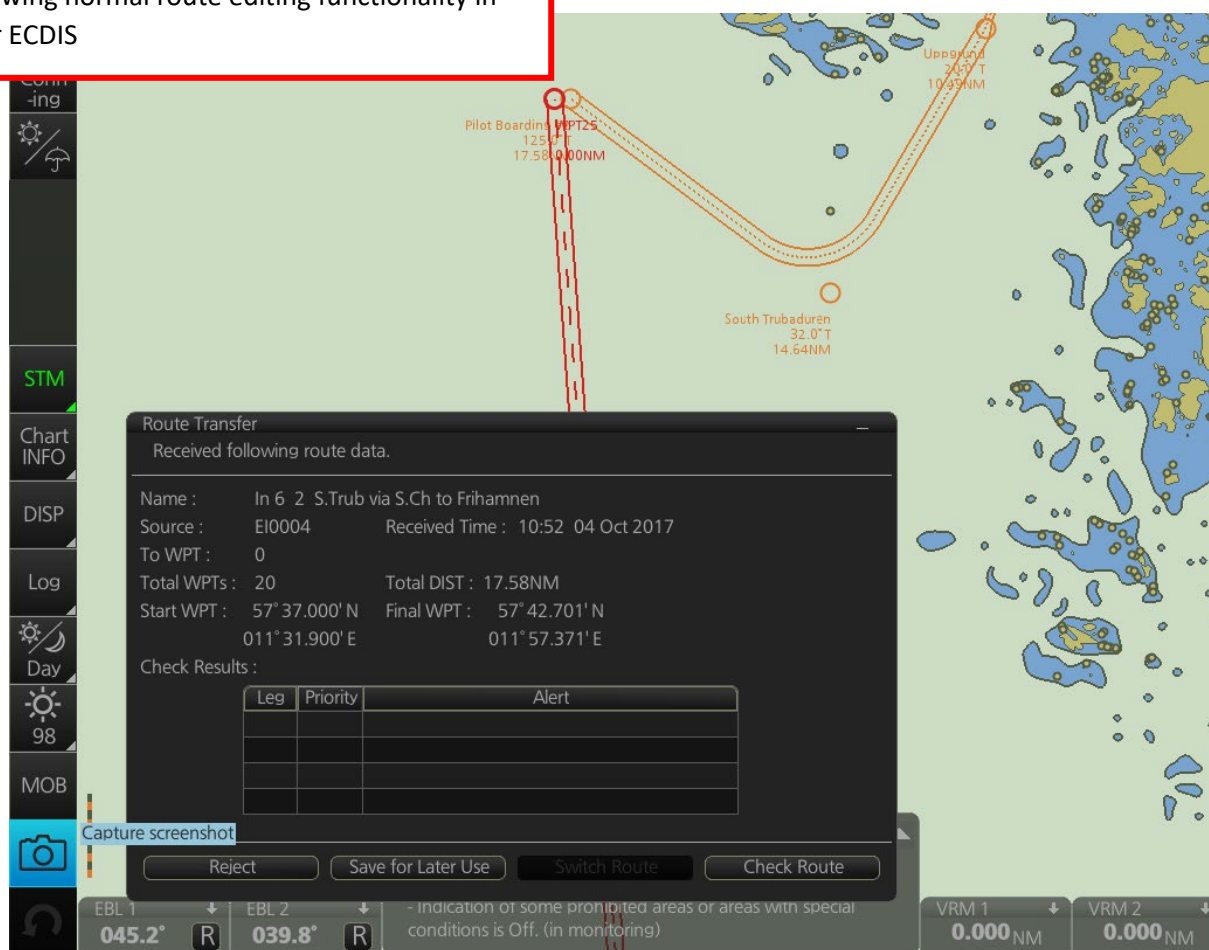 wing normal route editing functionality in
ECDIS
-ing
Uppgrund
20.0°T
10.49NM
Pilot Boarding WPT25
125.0°T
17.58 0.00NM
South Trubaduren
32.0°T
14.64NM
STM
Chart
INFO
DISP
Log
Day
98
MOB
Capture screenshot
Route Transfer
Received following route data.
Name : In 6 2 S.Trub via S.Ch to Frihamnen
Source : EI0004 Received Time : 10:52 04 Oct 2017
To WPT : 0
Total WPTs : 20 Total DIST : 17.58NM
Start WPT : 57°37.000' N Final WPT : 57°42.701' N
011°31.900' E 011°57.371' E
Check Results :
Leg Priority Alert
Reject Save for Later Use Switch Route Check Route
EBL 1 EBL 2 - Indication of some prohibited areas or areas with special VRM 1 VRM 2
045.2° R 039.8° R conditions is Off. (in monitoring) 0.000 NM 0.000 NM